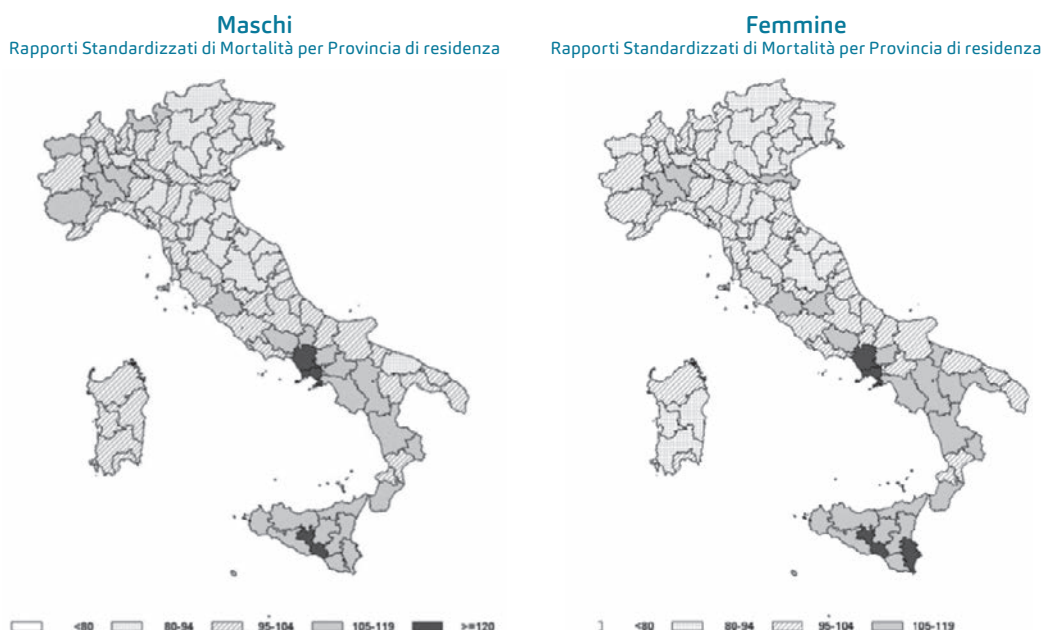 Maschi
Rapporti Standardizzati di Mortalità per Provincia di residenza
<80 80-94 95-104 105-119 >=120
Femmine
Rapporti Standardizzati di Mortalità per Provincia di residenza
<80 80-94 95-104 105-119